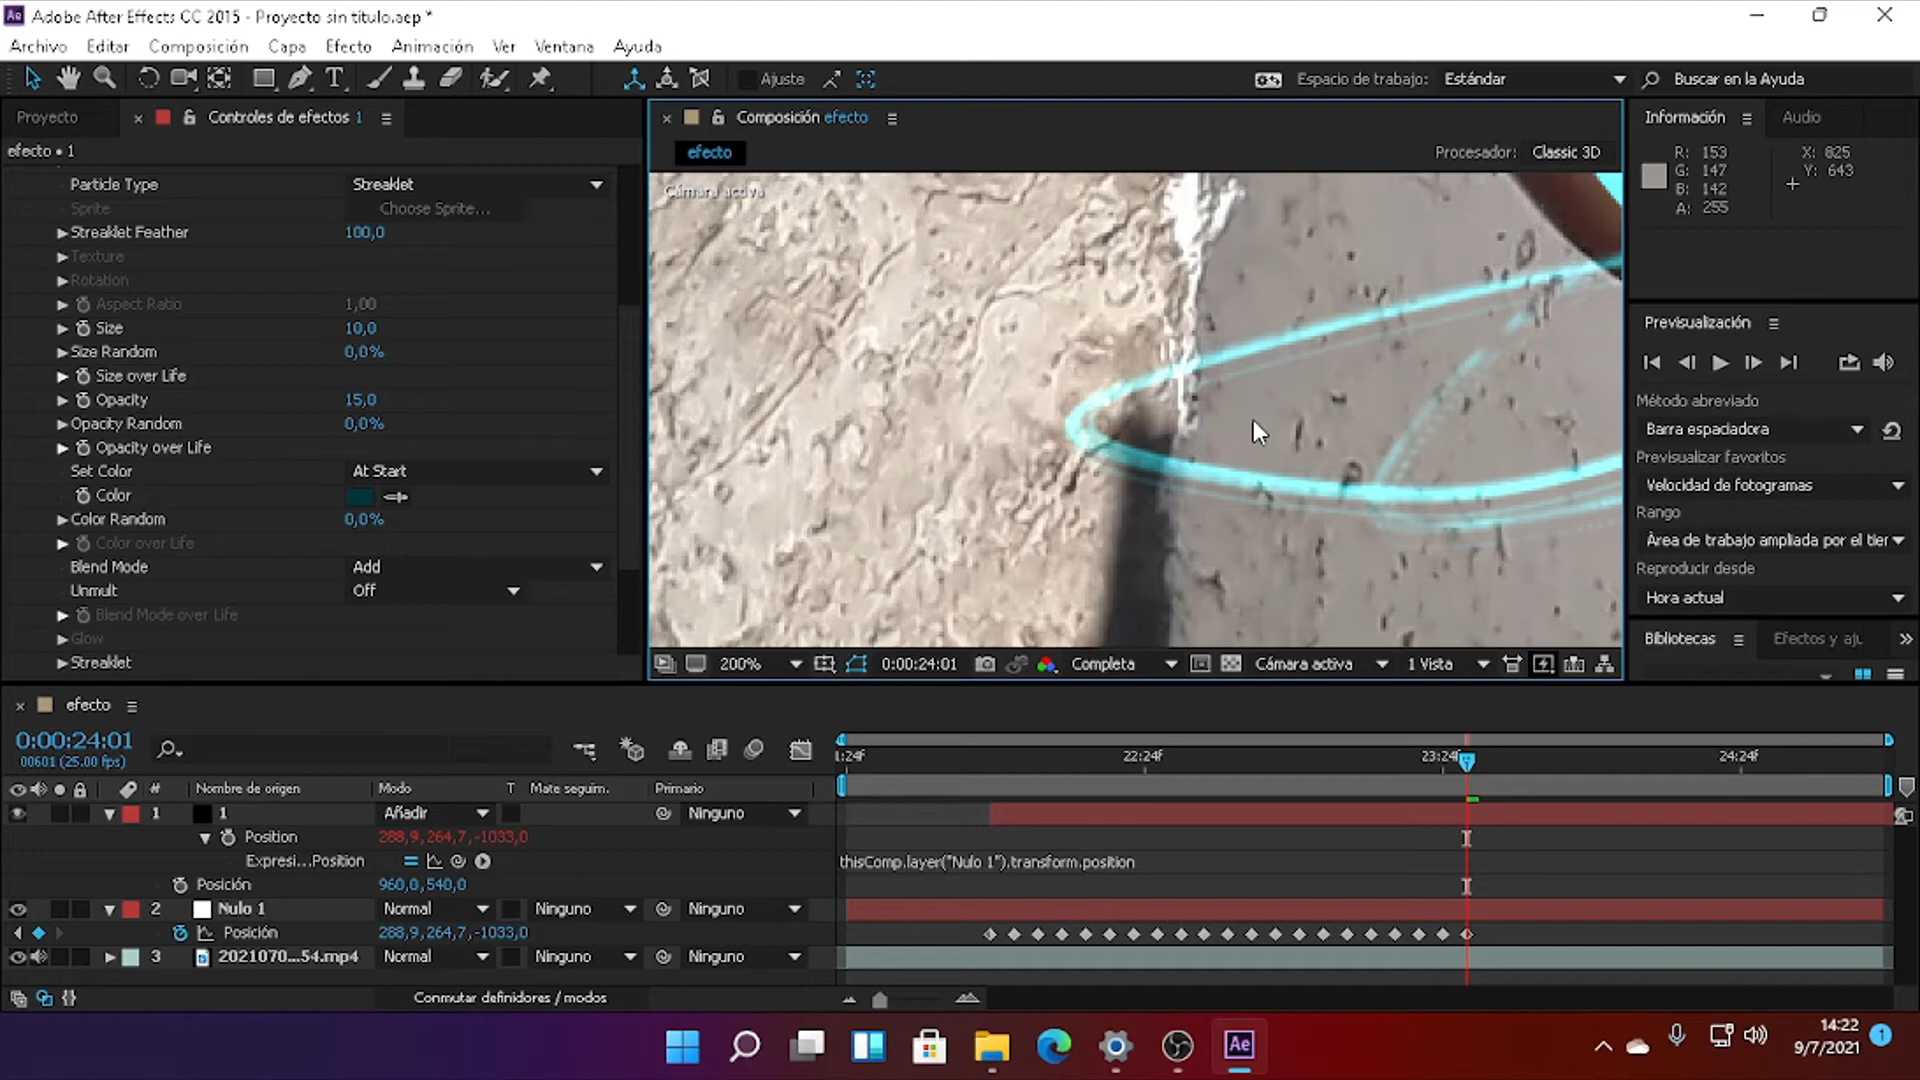 Adobe After Effects CC 2015 - Proyecto sin título.aep *
Archivo Editar Composición Capa Efecto Animación Ver Ventana Ayuda
Ajuste
Espacio de trabajo: Estándar
Buscar en la Ayuda
Proyecto
Controles de efectos 1
Composición efecto
Información
Audio
efecto • 1
efecto
Procesador: Classic 3D
R: 153
G: 147
B: 142
A: 255
X: 825
Y: 643
Cámara activa
Particle Type Streaklet
Sprite Choose Sprite...
Streaklet Feather 100,0
Texture
Rotation
Aspect Ratio 1,00
Size 10,0
Size Random 0,0%
Size over Life
Opacity 15,0
Opacity Random 0,0%
Opacity over Life
Set Color At Start
Color
Color Random 0,0%
Color over Life
Blend Mode Add
Unmult Off
Blend Mode over Life
Glow
Streaklet
Previsualización
Método abreviado
Barra espaciadora
Previsualizar favoritos
Velocidad de fotogramas
Rango
Área de trabajo ampliada por el tier
Reproducir desde
Hora actual
Bibliotecas
Efectos y aju
200% 0:00:24:01 Completa Cámara activa 1 Vista
efecto
0:00:24:01
00601 (25.00 fps)
1:24f 22:24f 23:24f 24:24f
# Nombre de origen Modo T Mate seguim. Primario
1 1 Añadir Ninguno
Position 288,9,264,7,-1033,0
Expresi...Position thisComp.layer("Nulo 1").transform.position
Posición 960,0,540,0
2 Nulo 1 Normal Ninguno Ninguno
Posición 288,9,264,7,-1033,0
3 2021070...54.mp4 Normal Ninguno Ninguno
Conmutar definidores / modos
Ae
14:22
9/7/2021
1